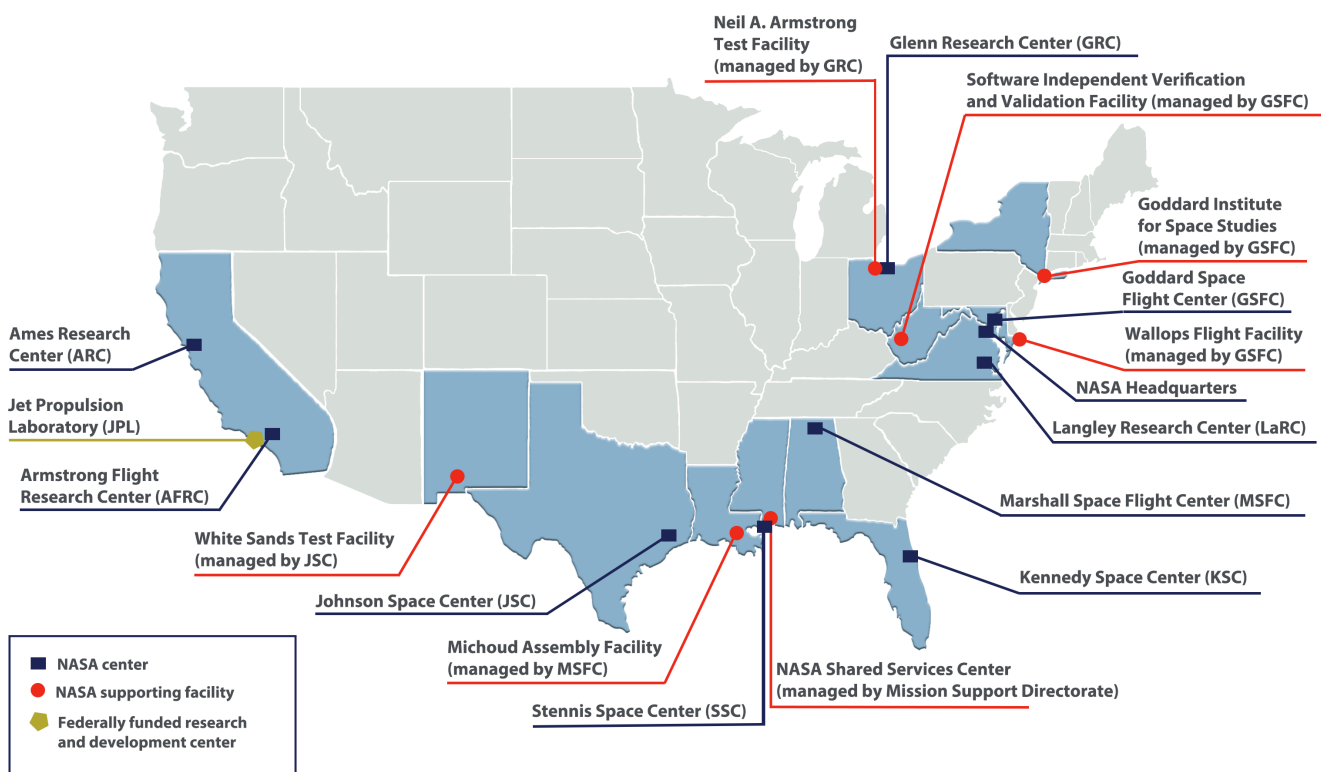 Neil A. Armstrong
Test Facility
(managed by GRC)
Glenn Research Center (GRC)
Software Independent Verification
and Validation Facility (managed by GSFC)
Goddard Institute
for Space Studies
(managed by GSFC)
Goddard Space
Flight Center (GSFC)
Wallops Flight Facility
(managed by GSFC)
NASA Headquarters
Langley Research Center (LaRC)
Marshall Space Flight Center (MSFC)
Kennedy Space Center (KSC)
Ames Research
Center (ARC)
Jet Propulsion
Laboratory (JPL)
Armstrong Flight
Research Center (AFRC)
White Sands Test Facility
(managed by JSC)
Johnson Space Center (JSC)
Michoud Assembly Facility
(managed by MSFC)
Stennis Space Center (SSC)
NASA Shared Services Center
(managed by Mission Support Directorate)
NASA center
NASA supporting facility
Federally funded research
and development center